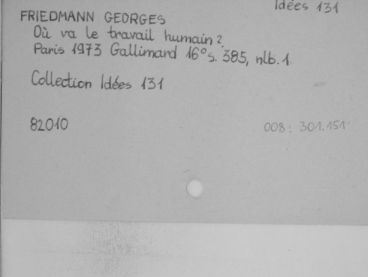 Idées 131
FRIEDMANN GEORGES
Où va le travail humain?
Paris 1973 Gallimard 16° s. 385, nlb. 1.
Collection Idées 131
82010
008: 301.151